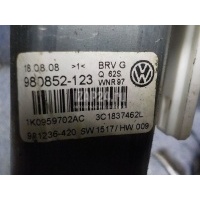 18.08.08 >1< BRV G
980852-123 Q 62S
WNR 97
1K0959702AC 3C1837462L
981236-420 SW 1517/ HW 009